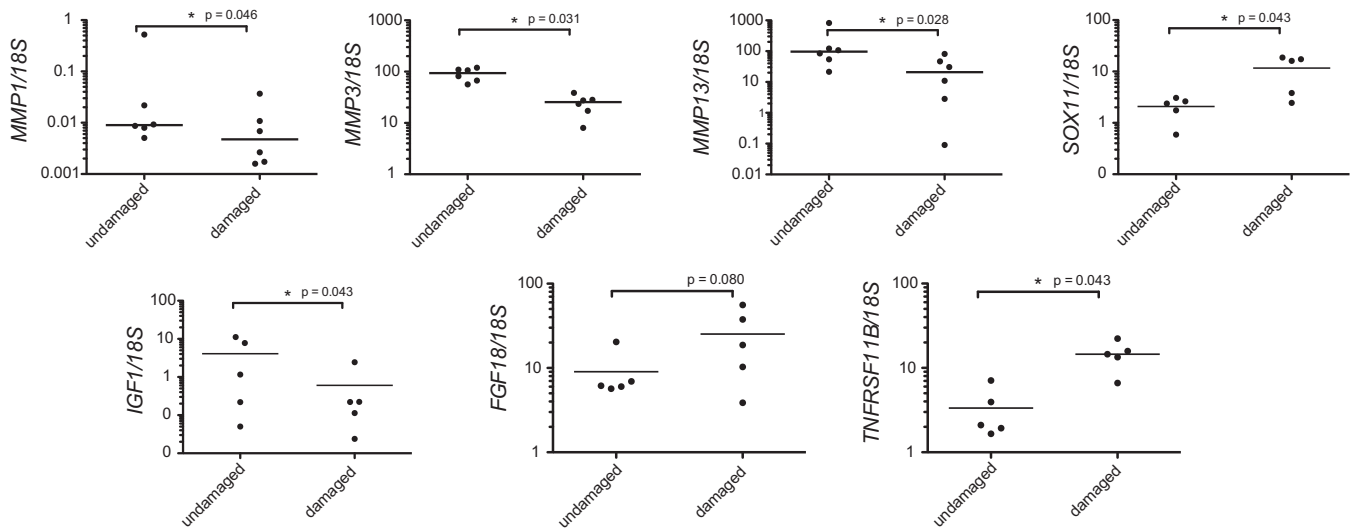 MMP1/18S
1
0.1
0.01
0.001
* p = 0.046
undamaged
damaged
MMP3/18S
1000
100
10
1
* p = 0.031
undamaged
damaged
MMP13/18S
1000
100
10
1
0.1
0.01
* p = 0.028
undamaged
damaged
SOX11/18S
100
10
1
0
* p = 0.043
undamaged
damaged
IGF1/18S
100
10
1
0
0
* p = 0.043
undamaged
damaged
FGF18/18S
100
10
1
p = 0.080
undamaged
damaged
TNFRSF11B/18S
100
10
1
* p = 0.043
undamaged
damaged